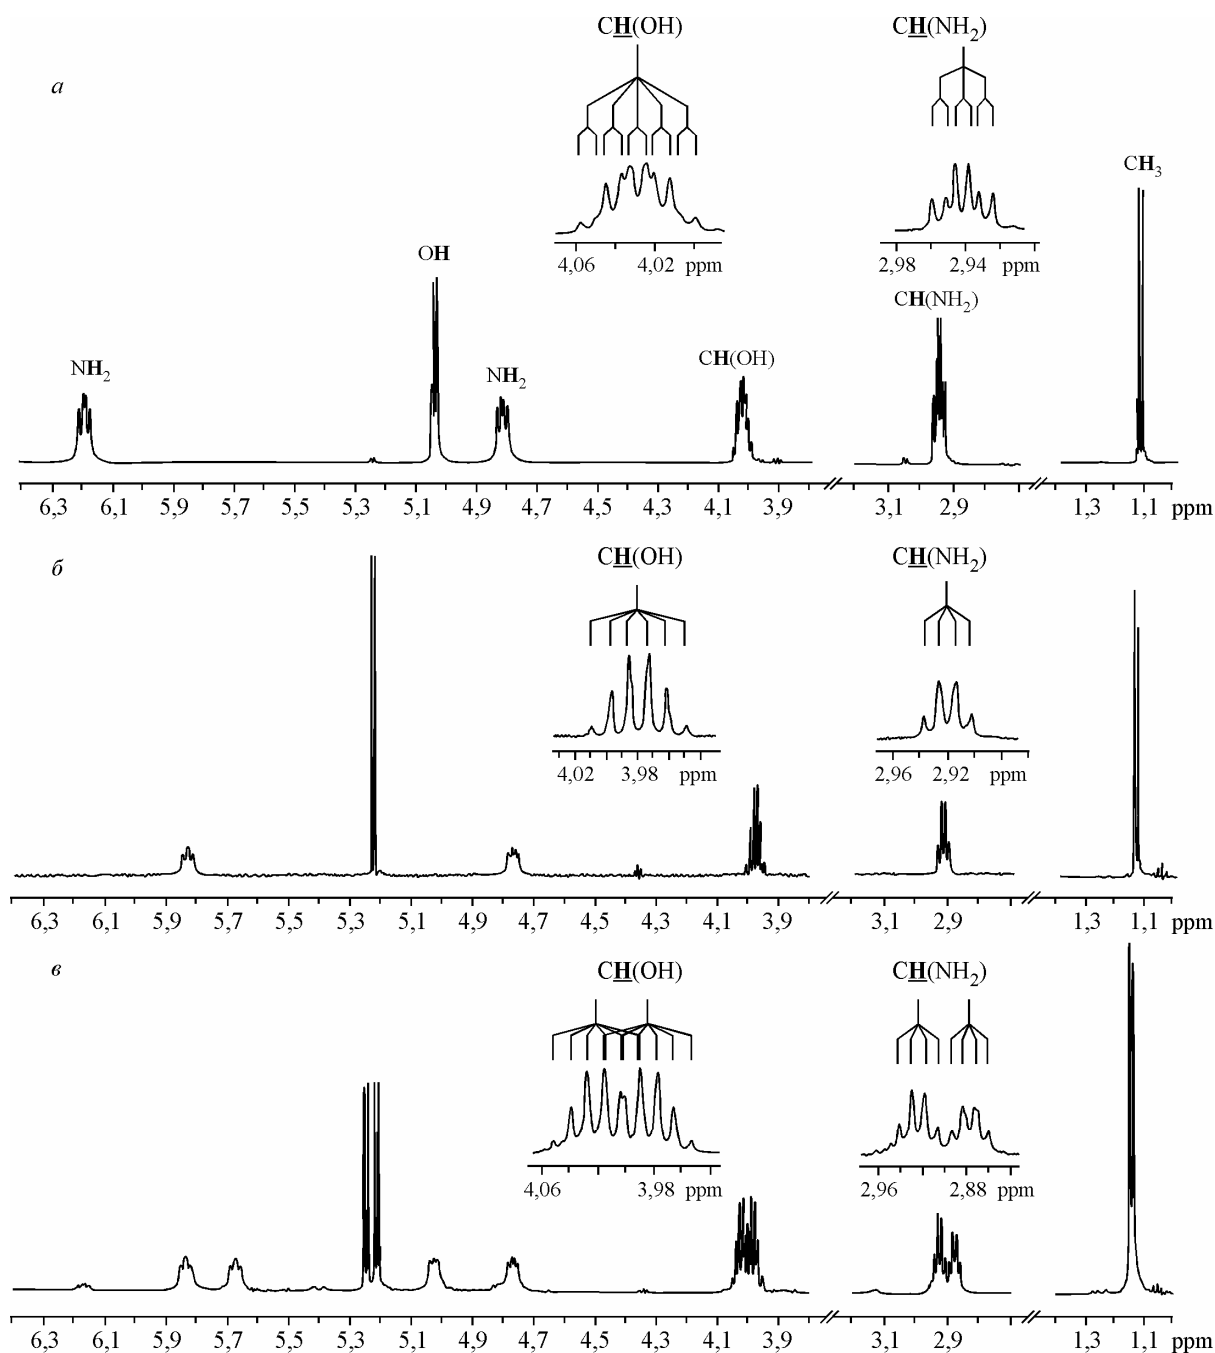 CH(OH) CH(NH2)
а
CH3
4,06 4,02 ppm 2,98 2,94 ppm
OH
CH(NH2)
NH2 NH2 CH(OH)
6,3 6,1 5,9 5,7 5,5 5,3 5,1 4,9 4,7 4,5 4,3 4,1 3,9 3,1 2,9 1,3 1,1 ppm
б CH(OH) CH(NH2)
4,02 3,98 ppm 2,96 2,92 ppm
6,3 6,1 5,9 5,7 5,5 5,3 5,1 4,9 4,7 4,5 4,3 4,1 3,9 3,1 2,9 1,3 1,1 ppm
в CH(OH) CH(NH2)
4,06 3,98 ppm 2,96 2,88 ppm
6,3 6,1 5,9 5,7 5,5 5,3 5,1 4,9 4,7 4,5 4,3 4,1 3,9 3,1 2,9 1,3 1,1 ppm